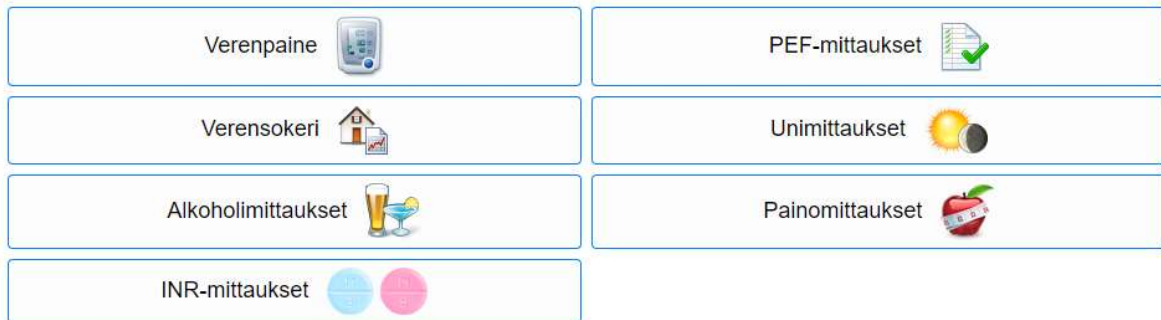 Verenpaine
PEF-mittaukset
Verensokeri
Unimittaukset
Alkoholimittaukset
Painomittaukset
INR-mittaukset